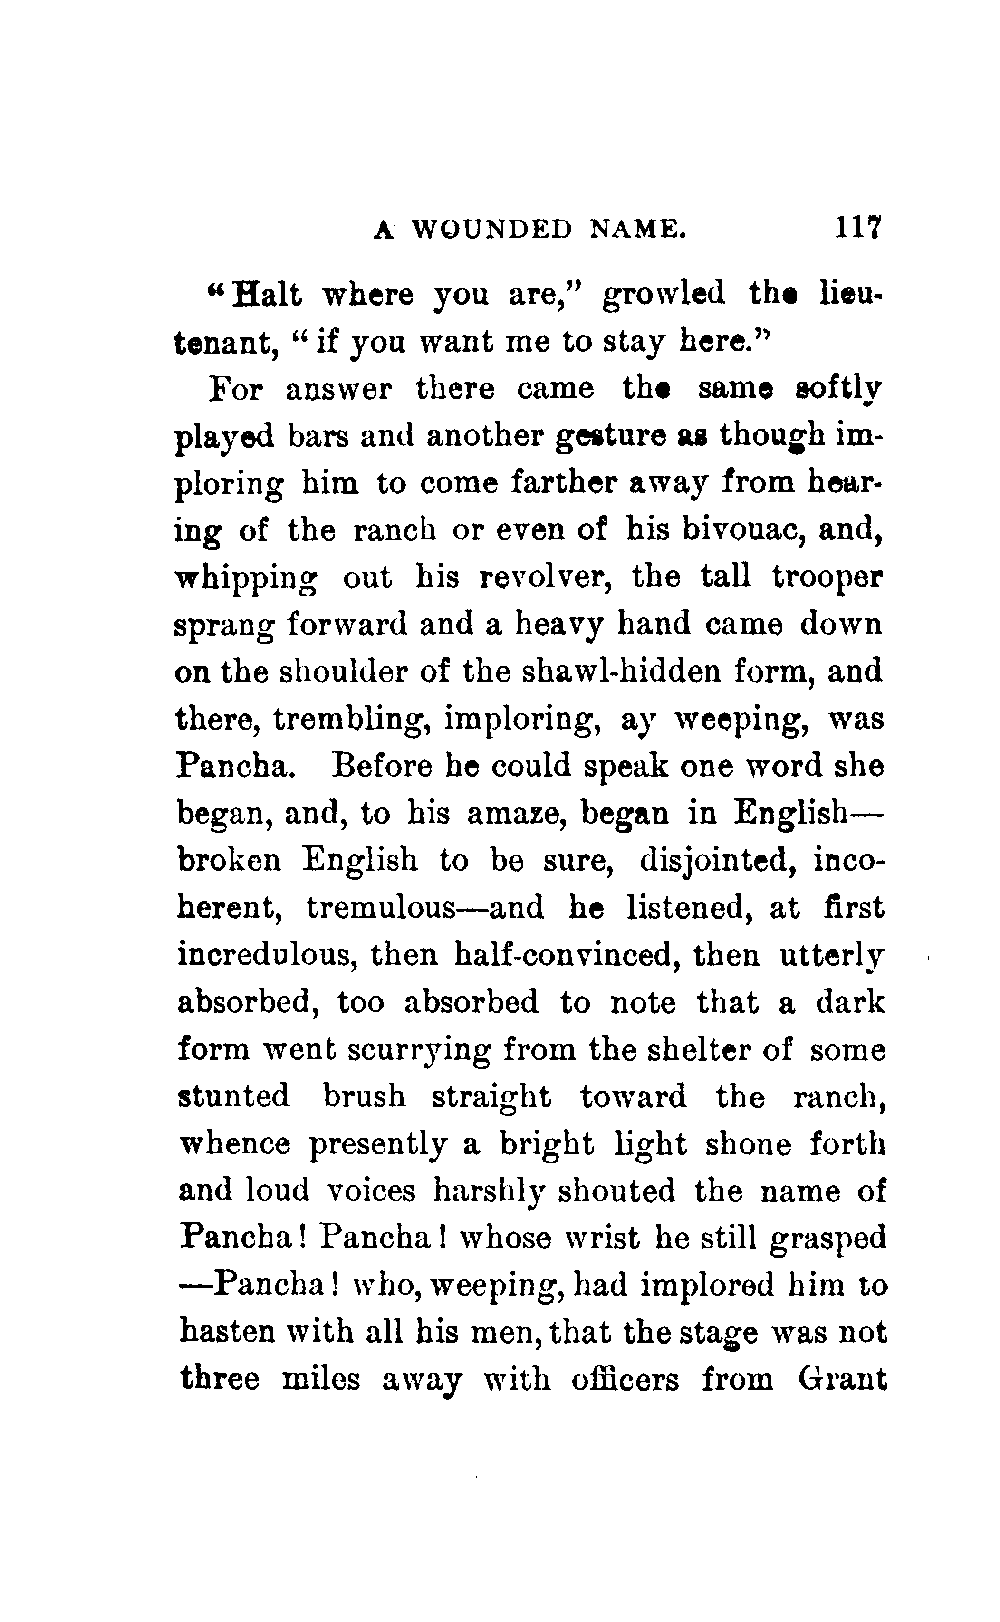 A WOUNDED NAME. 117
“Halt where you are,” growled the lieu-
tenant, “if you want me to stay here.”
For answer there came the same softly
played bars and another gesture as though im-
ploring him to come farther away from hear-
ing of the ranch or even of his bivouac, and,
whipping out his revolver, the tall trooper
sprang forward and a heavy hand came down
on the shoulder of the shawl-hidden form, and
there, trembling, imploring, ay weeping, was
Pancha. Before he could speak one word she
began, and, to his amaze, began in English—
broken English to be sure, disjointed, inco-
herent, tremulous—and he listened, at first
incredulous, then half-convinced, then utterly
absorbed, too absorbed to note that a dark
form went scurrying from the shelter of some
stunted brush straight toward the ranch,
whence presently a bright light shone forth
and loud voices harshly shouted the name of
Pancha! Pancha! whose wrist he still grasped
—Pancha! who, weeping, had implored him to
hasten with all his men, that the stage was not
three miles away with officers from Grant